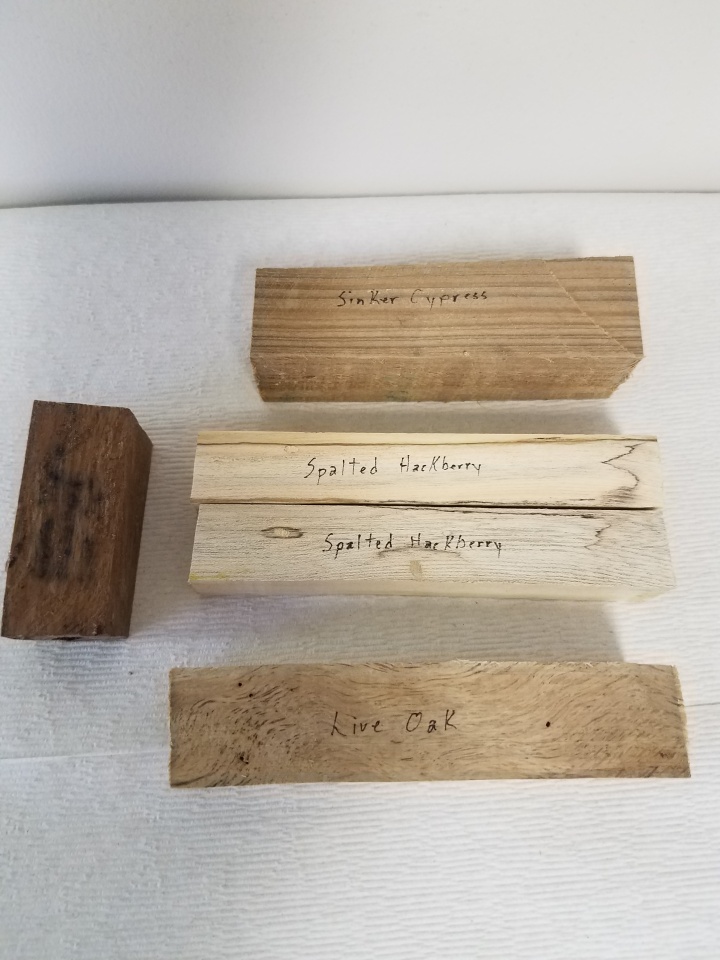 Sinker Cypress
Spalted Hackberry
Spalted Hackberry
Live Oak